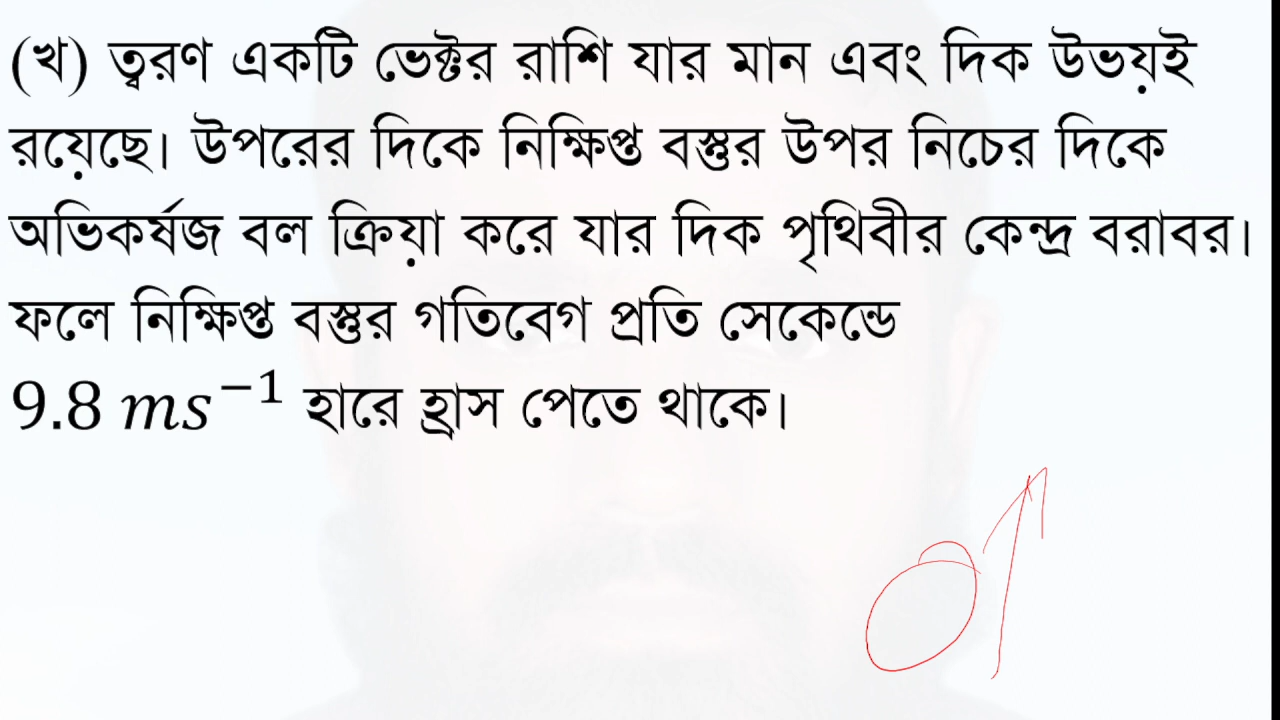 (খ) ত্বরণ একটি ভেক্টর রাশি যার মান এবং দিক উভয়ই
রয়েছে। উপরের দিকে নিক্ষিপ্ত বস্তুর উপর নিচের দিকে
অভিকর্ষজ বল ক্রিয়া করে যার দিক পৃথিবীর কেন্দ্র বরাবর।
ফলে নিক্ষিপ্ত বস্তুর গতিবেগ প্রতি সেকেন্ডে
9.8 ms⁻¹ হারে হ্রাস পেতে থাকে।